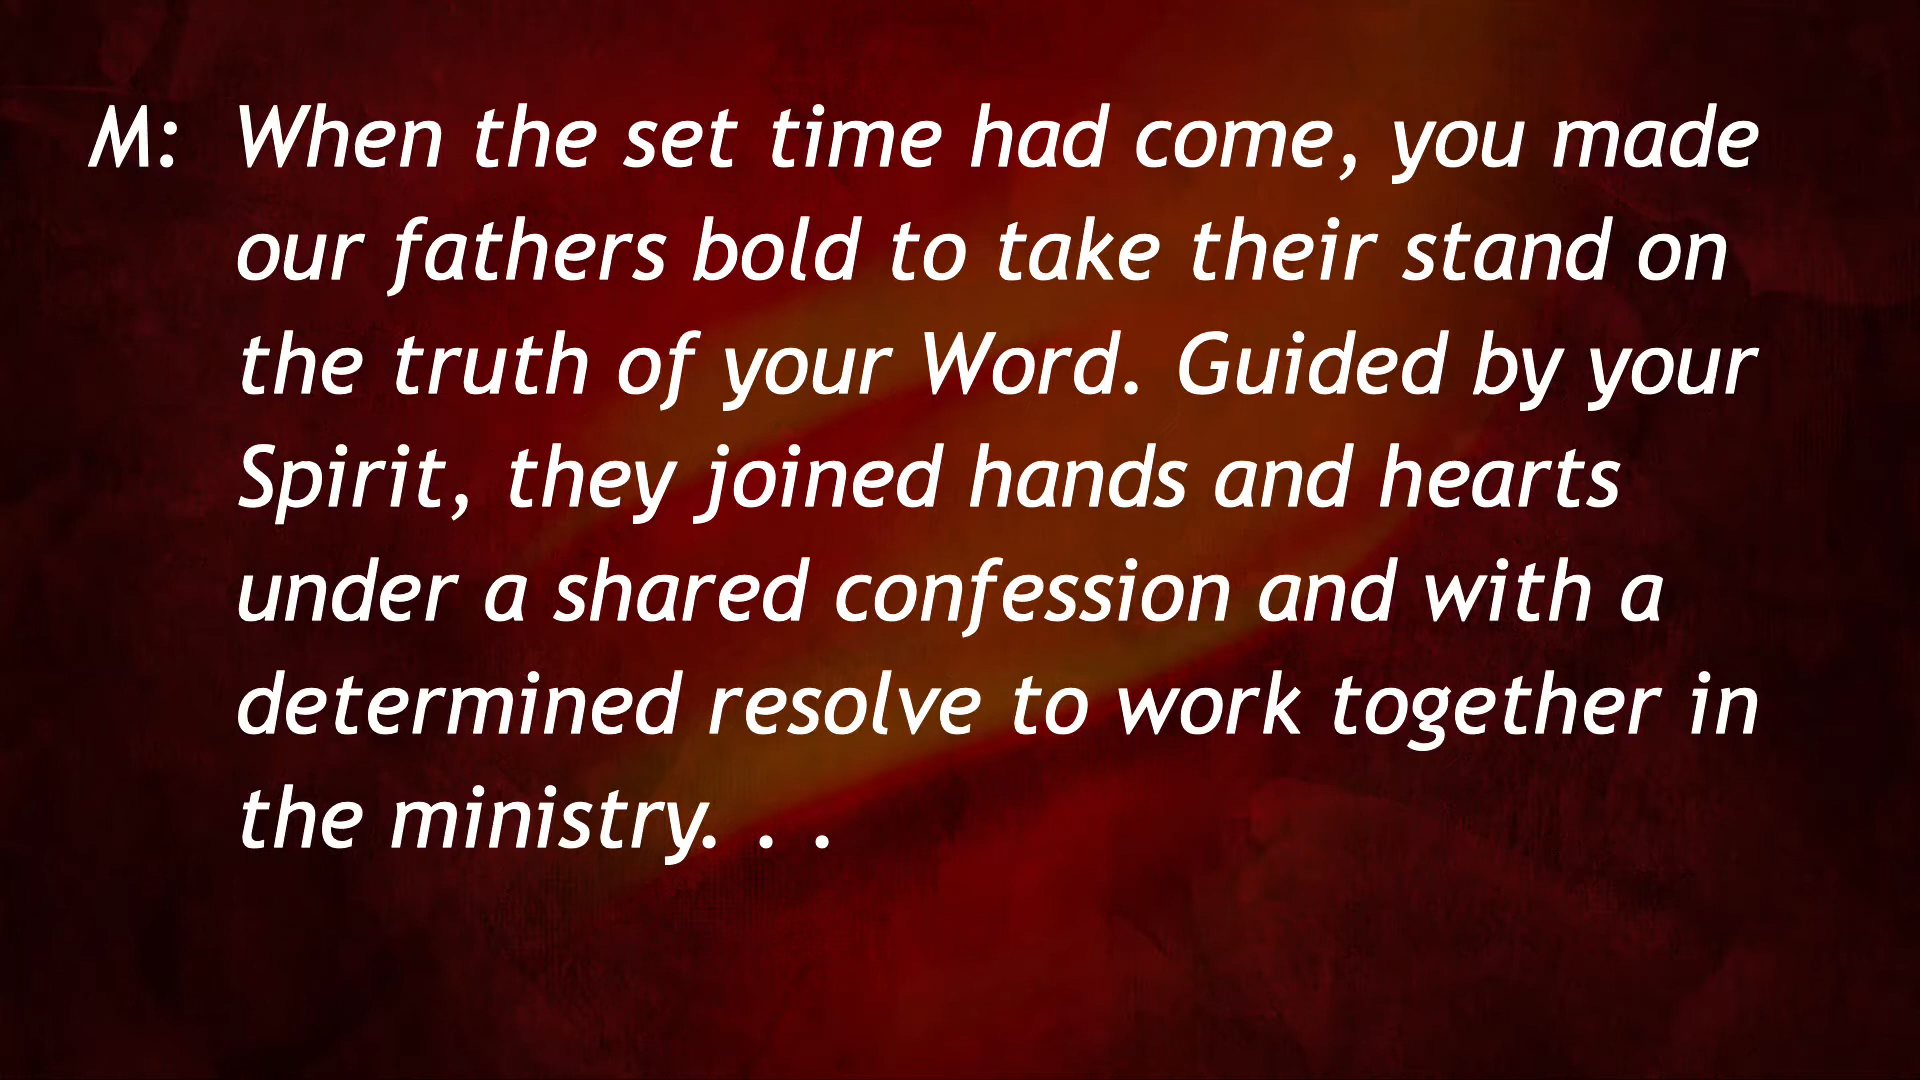 M: When the set time had come, you made
our fathers bold to take their stand on
the truth of your Word. Guided by your
Spirit, they joined hands and hearts
under a shared confession and with a
determined resolve to work together in
the ministry. . .